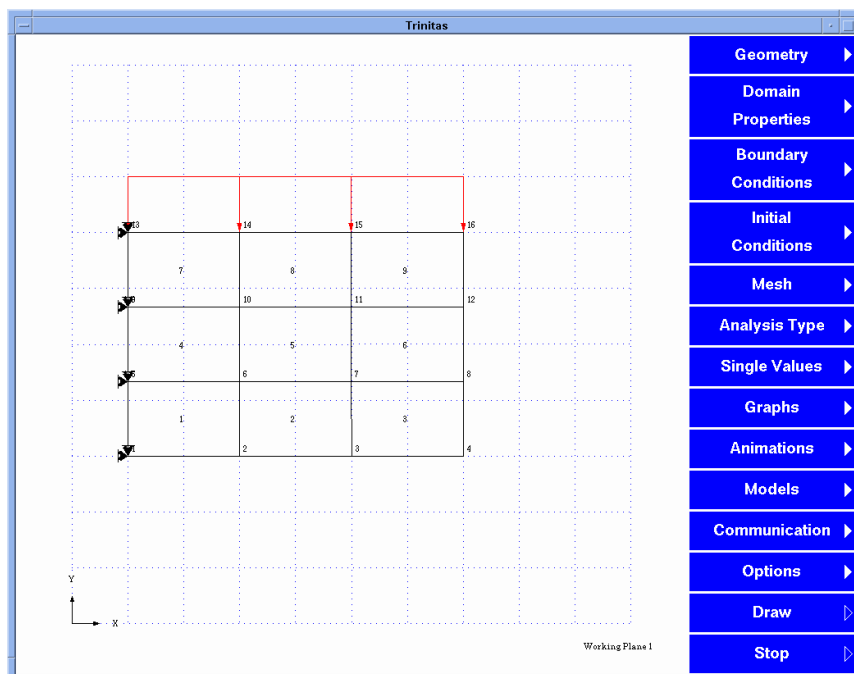 Trinitas
Geometry
Domain
Properties
Boundary
Conditions
Initial
Conditions
Mesh
Analysis Type
Single Values
Graphs
Animations
Models
Communication
Options
Draw
Stop
13 14 15 16
7 8 9
9 10 11 12
4 5 6
5 6 7 8
1 2 3
1 2 3 4
Y
X
Working Plane 1